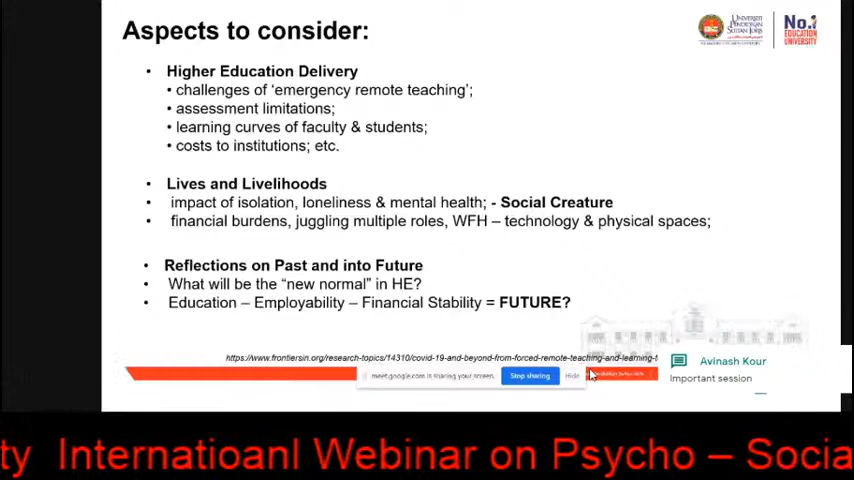 Aspects to consider:
UNIVERSITI
PENDIDIKAN
SULTAN IDRIS
No.1
EDUCATION
UNIVERSITY
• Higher Education Delivery
• challenges of ‘emergency remote teaching’;
• assessment limitations;
• learning curves of faculty & students;
• costs to institutions; etc.
• Lives and Livelihoods
• impact of isolation, loneliness & mental health; - Social Creature
• financial burdens, juggling multiple roles, WFH – technology & physical spaces;
• Reflections on Past and into Future
• What will be the “new normal” in HE?
• Education – Employability – Financial Stability = FUTURE?
https://www.frontiersin.org/research-topics/14310/covid-19-and-beyond-from-forced-remote-teaching-and-learning-t
Avinash Kour
Important session
meet.google.com is sharing your screen.
Stop sharing
Hide
ty Internatioanl Webinar on Psycho – Socia